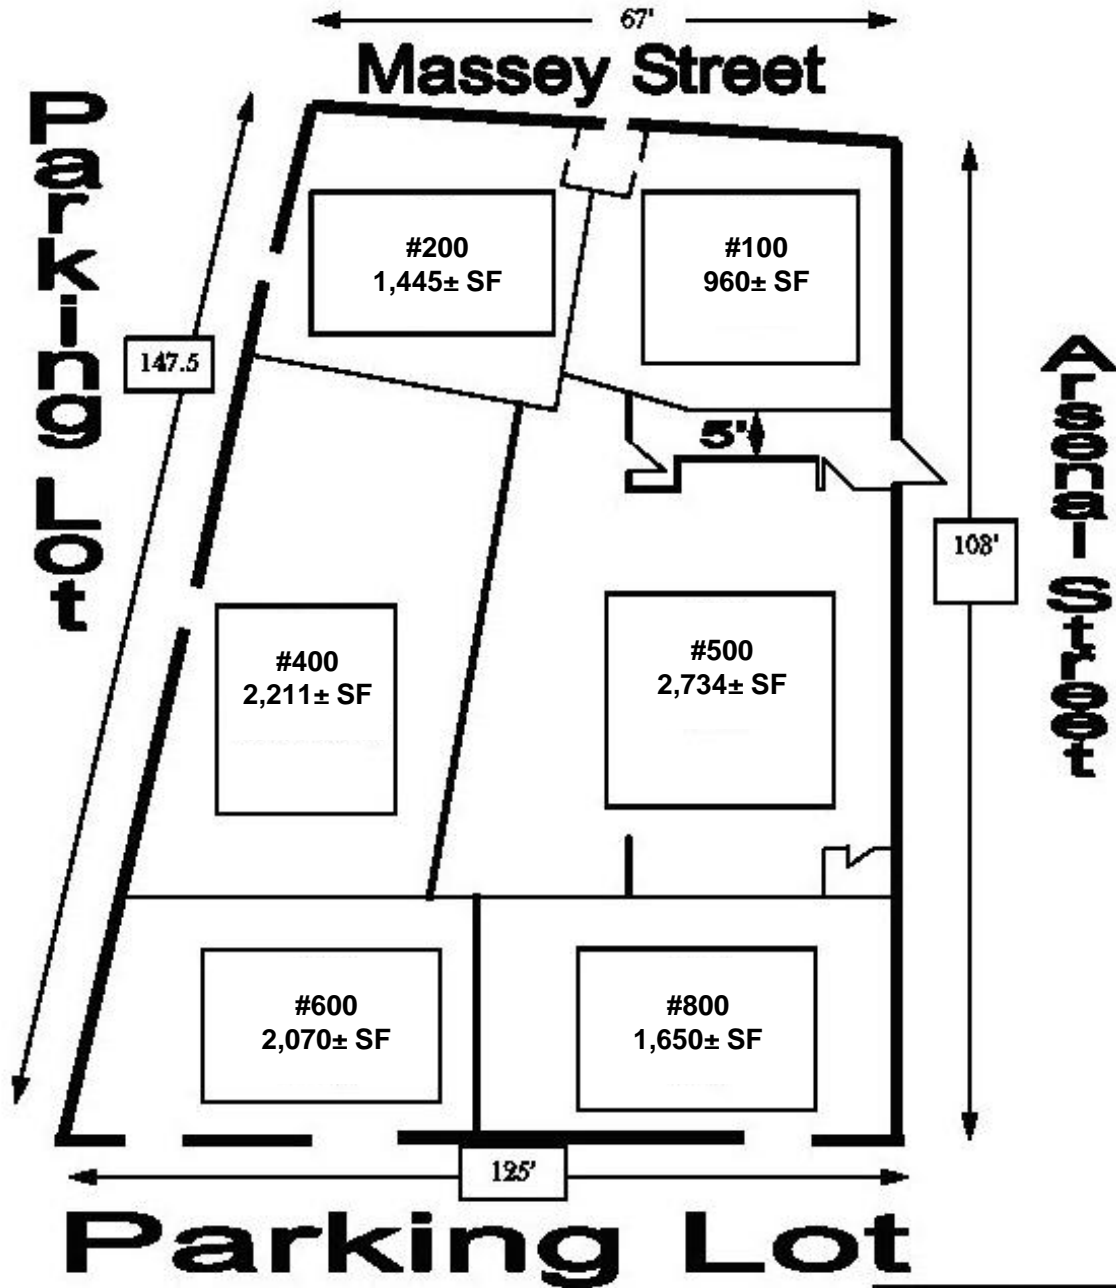 67'
Massey Street
Parking Lot
147.5
#200
1,445± SF
#100
960± SF
5'
Arsenal Street
108'
#400
2,211± SF
#500
2,734± SF
#600
2,070± SF
#800
1,650± SF
125'
Parking Lot